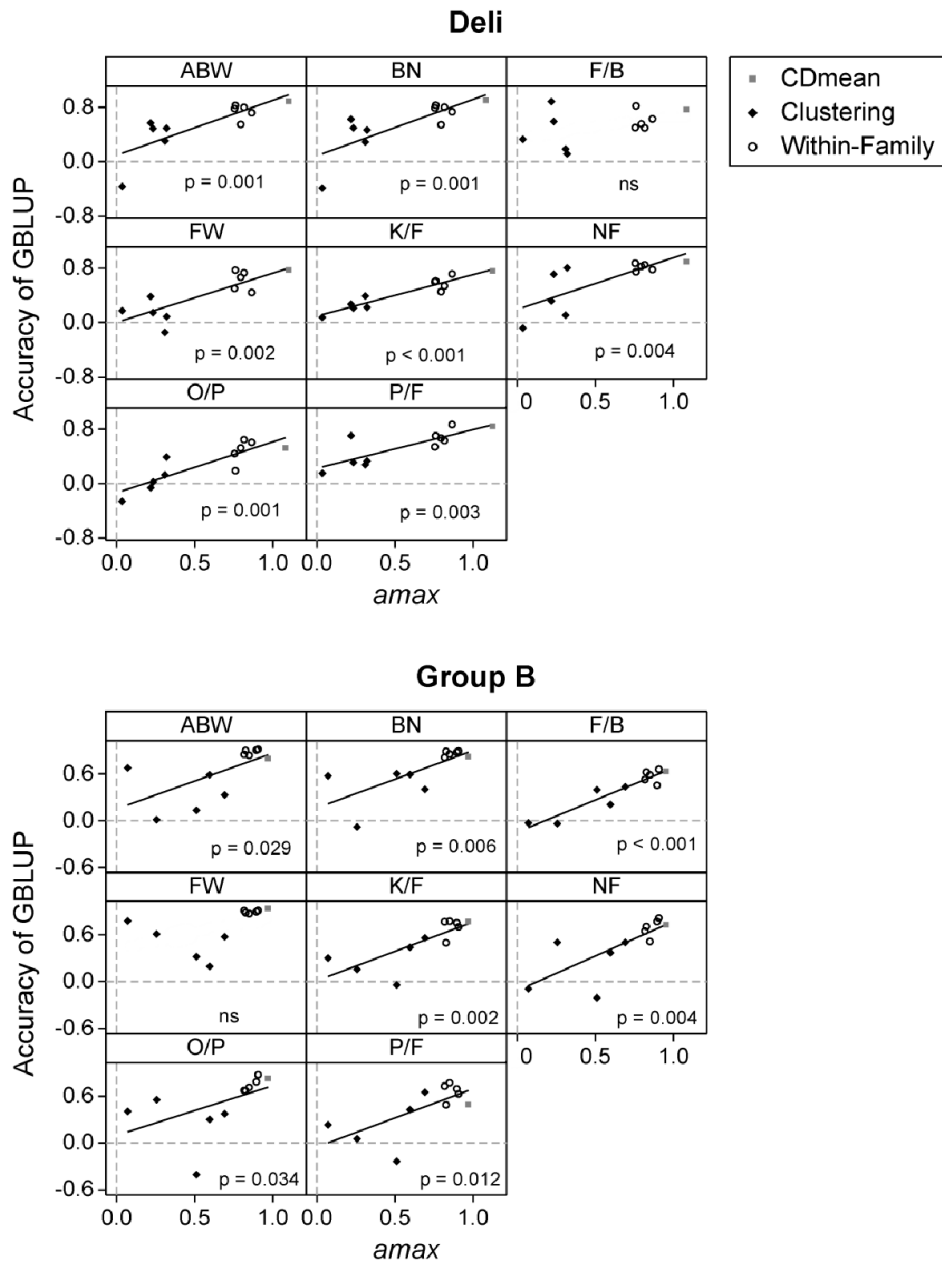 Deli
ABW BN F/B
CDmean
Clustering
Within-Family
0.8
0.0
-0.8
p = 0.001 p = 0.001 ns
FW K/F NF
0.8
0.0
-0.8
p = 0.002 p < 0.001 p = 0.004
O/P P/F 0 0.5 1.0
0.8
0.0
-0.8
p = 0.001 p = 0.003
0.0 0.5 1.0 0.0 0.5 1.0
Accuracy of GBLUP
amax
Group B
ABW BN F/B
0.6
0.0
-0.6
p = 0.029 p = 0.006 p < 0.001
FW K/F NF
0.6
0.0
-0.6
ns p = 0.002 p = 0.004
O/P P/F 0 0.5 1.0
0.6
0.0
-0.6
p = 0.034 p = 0.012
0.0 0.5 1.0 0.0 0.5 1.0
Accuracy of GBLUP
amax